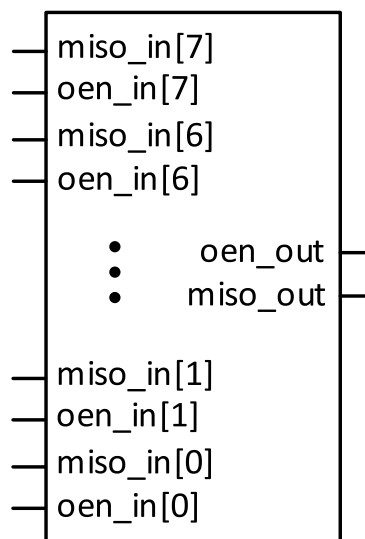 miso_in[7]
oen_in[7]
miso_in[6]
oen_in[6]
oen_out
miso_out
miso_in[1]
oen_in[1]
miso_in[0]
oen_in[0]